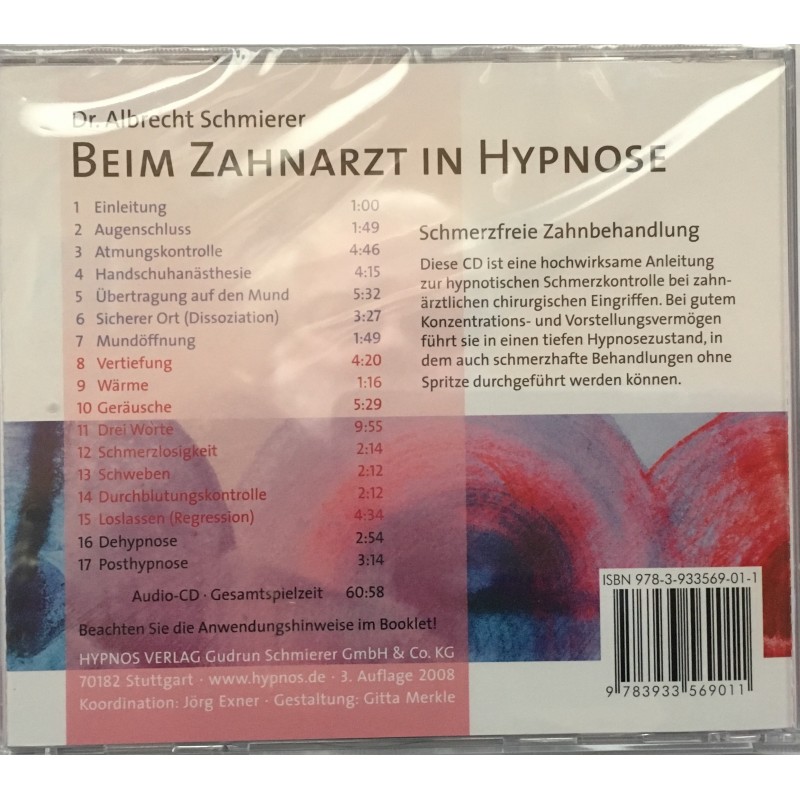 Dr. Albrecht Schmierer
BEIM ZAHNARZT IN HYPNOSE
1 Einleitung 1:00
2 Augenschluss 1:49
3 Atmungskontrolle 4:46
4 Handschuhanästhesie 4:15
5 Übertragung auf den Mund 5:32
6 Sicherer Ort (Dissoziation) 3:27
7 Mundöffnung 1:49
8 Vertiefung 4:20
9 Wärme 1:16
10 Geräusche 5:29
11 Drei Worte 9:55
12 Schmerzlosigkeit 2:14
13 Schweben 2:12
14 Durchblutungskontrolle 2:12
15 Loslassen (Regression) 4:34
16 Dehypnose 2:54
17 Posthypnose 3:14
Audio-CD · Gesamtspielzeit 60:58
Beachten Sie die Anwendungshinweise im Booklet!
HYPNOS VERLAG Gudrun Schmierer GmbH & Co. KG
70182 Stuttgart · www.hypnos.de · 3. Auflage 2008
Koordination: Jörg Exner · Gestaltung: Gitta Merkle
Schmerzfreie Zahnbehandlung
Diese CD ist eine hochwirksame Anleitung
zur hypnotischen Schmerzkontrolle bei zahn-
ärztlichen chirurgischen Eingriffen. Bei gutem
Konzentrations- und Vorstellungsvermögen
führt sie in einen tiefen Hypnosezustand, in
dem auch schmerzhafte Behandlungen ohne
Spritze durchgeführt werden können.
ISBN 978-3-933569-01-1
9 783933 569011